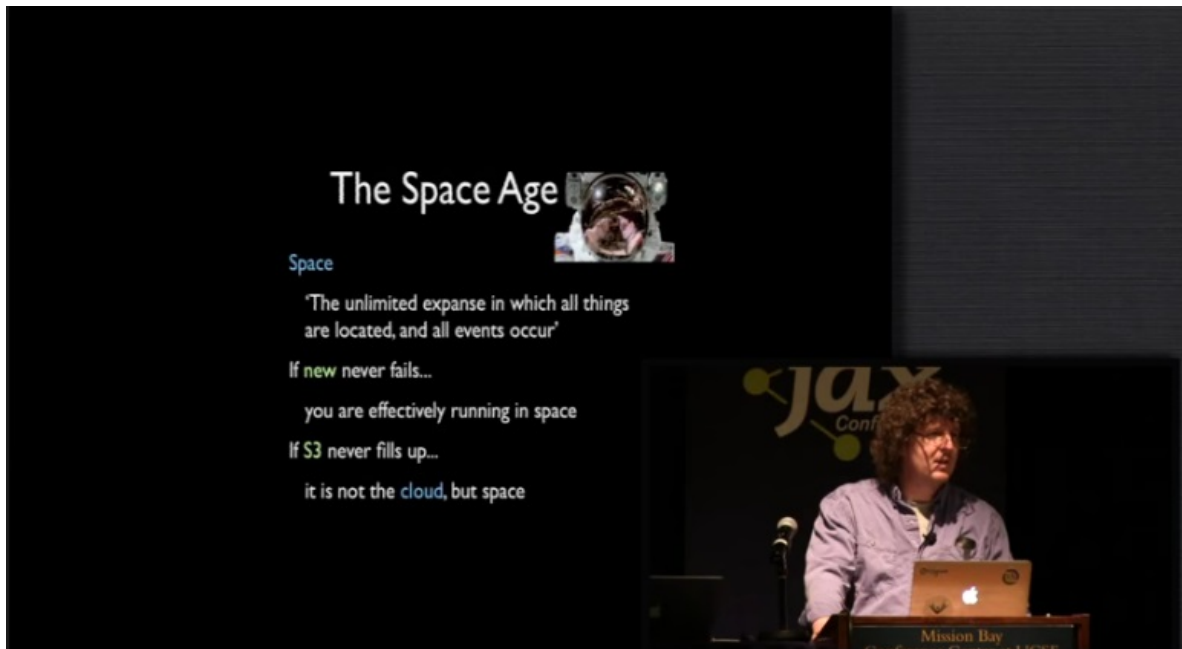 The Space Age
Space
'The unlimited expanse in which all things
are located, and all events occur'
If new never fails...
you are effectively running in space
If S3 never fills up...
it is not the cloud, but space
jax
Conf
Mission Bay